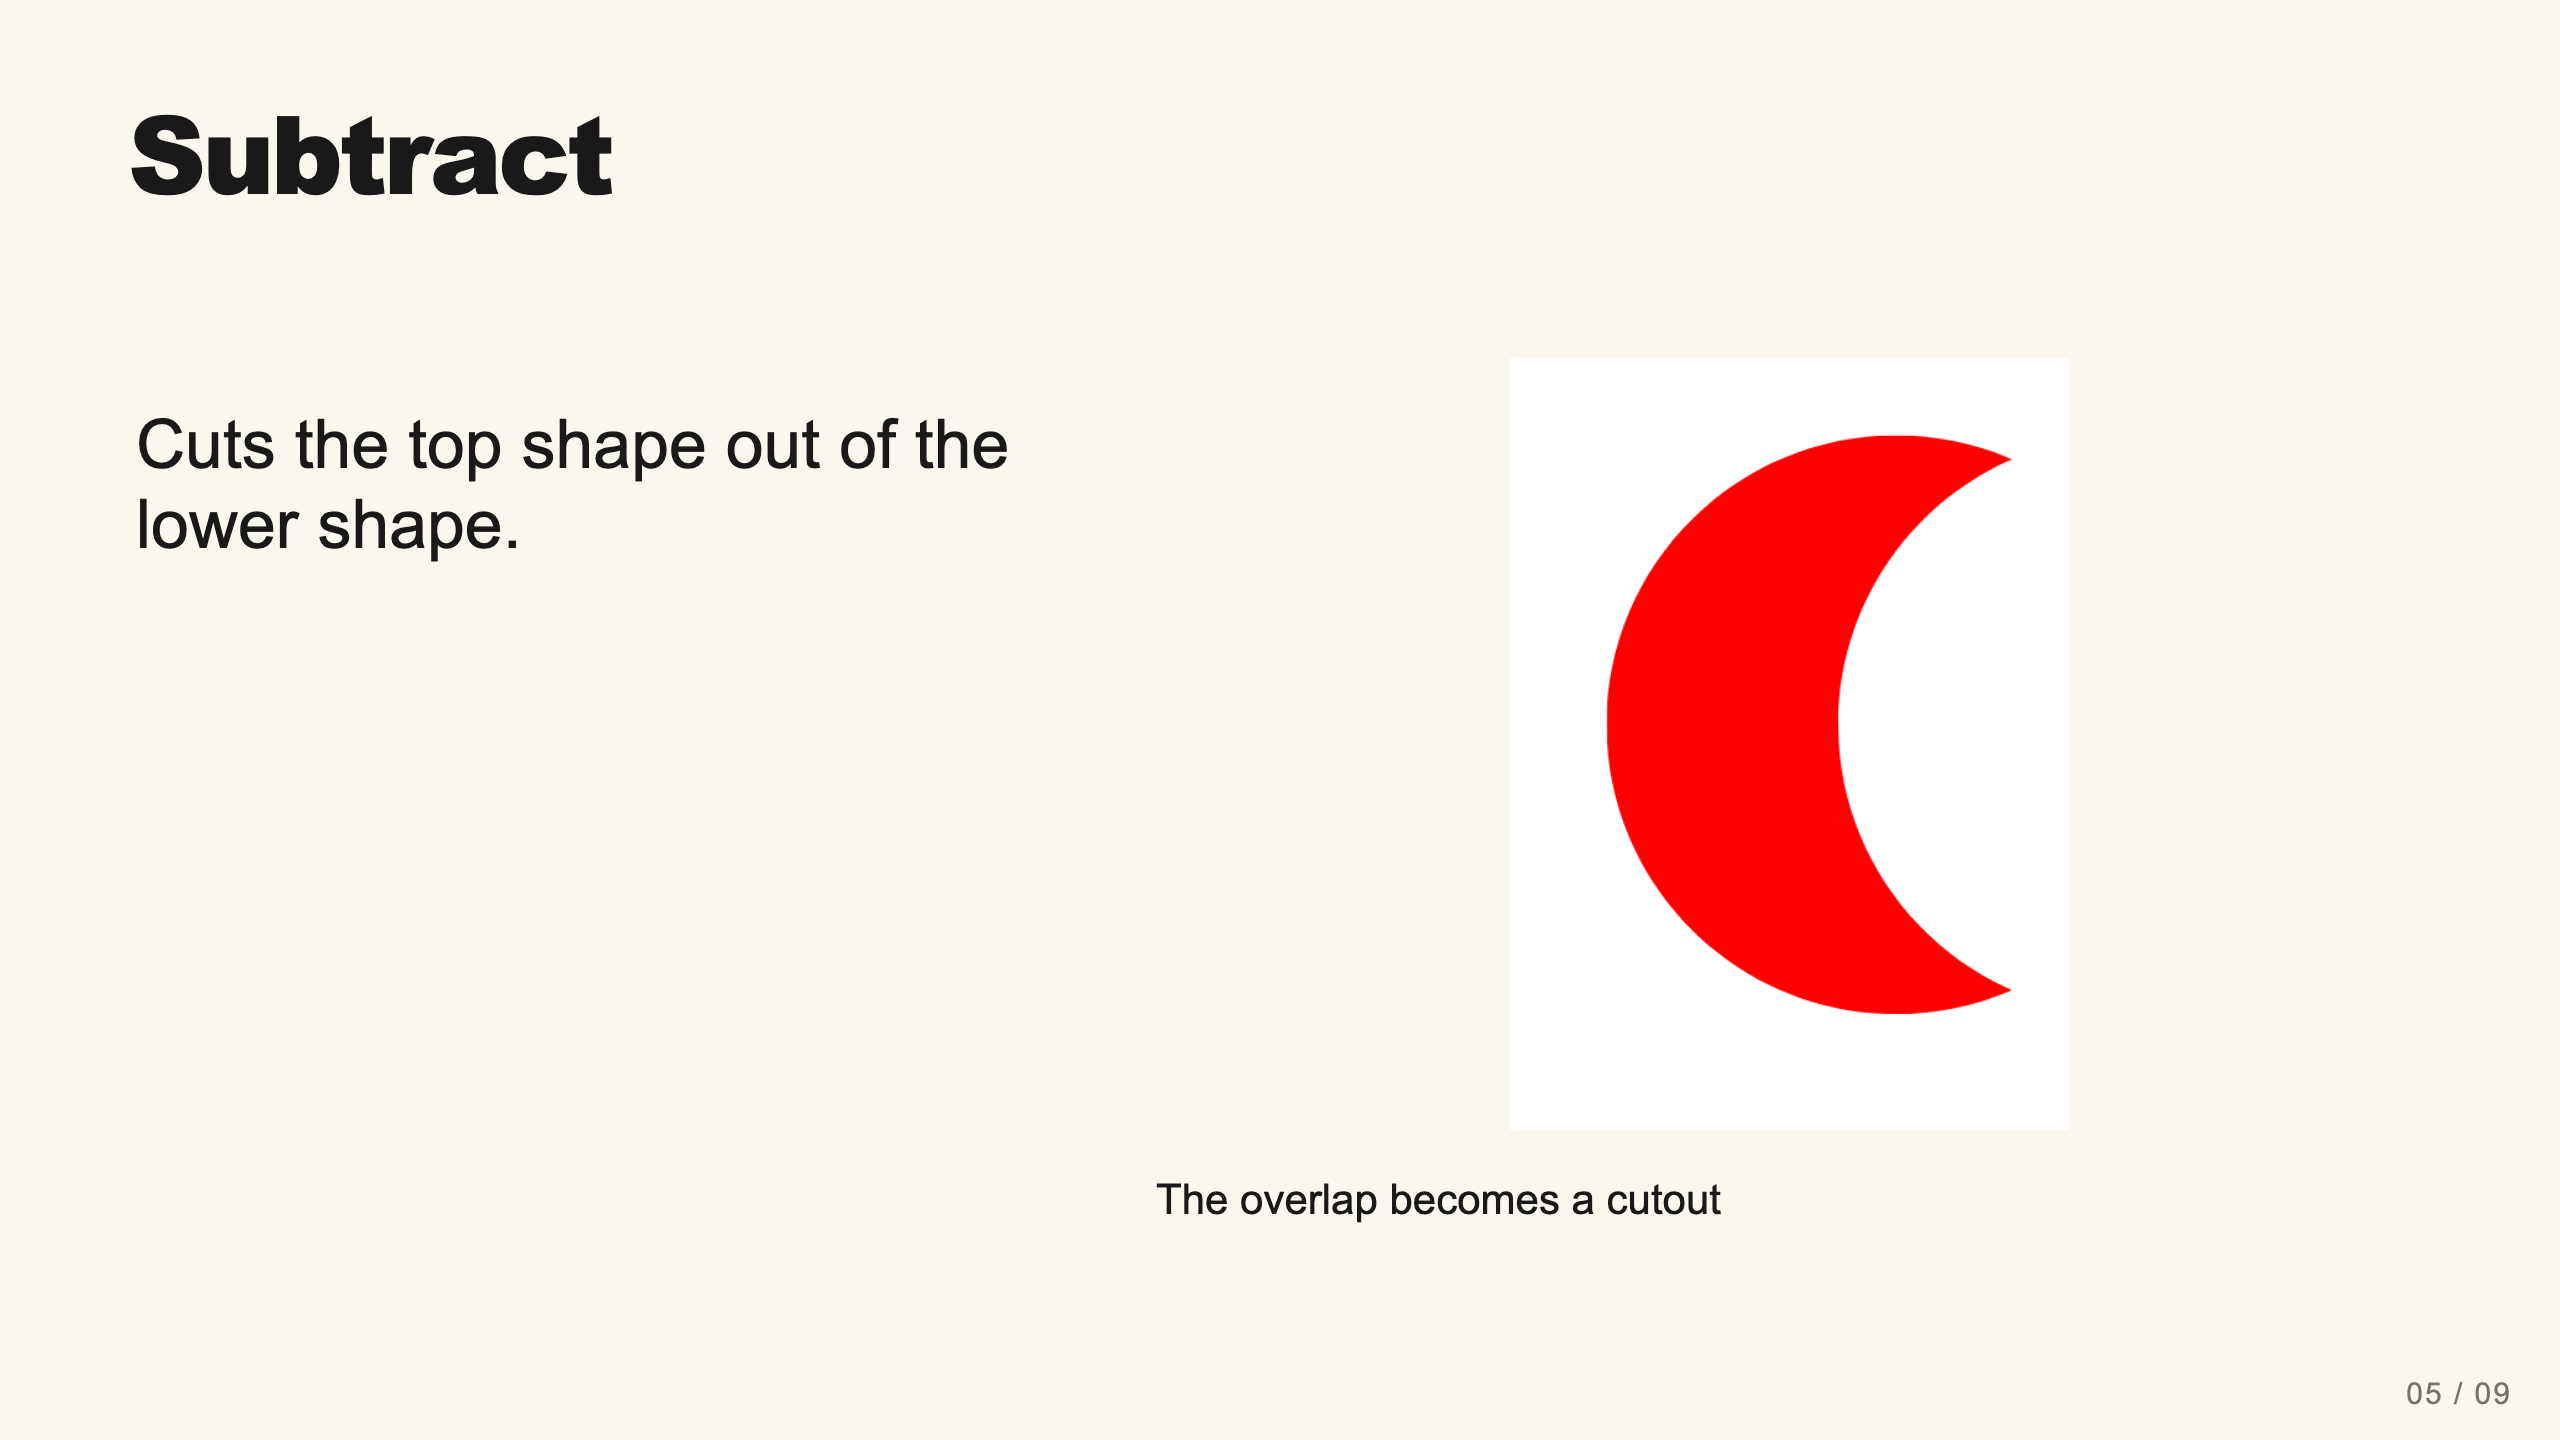 Subtract
Cuts the top shape out of the
lower shape.
The overlap becomes a cutout
05 / 09